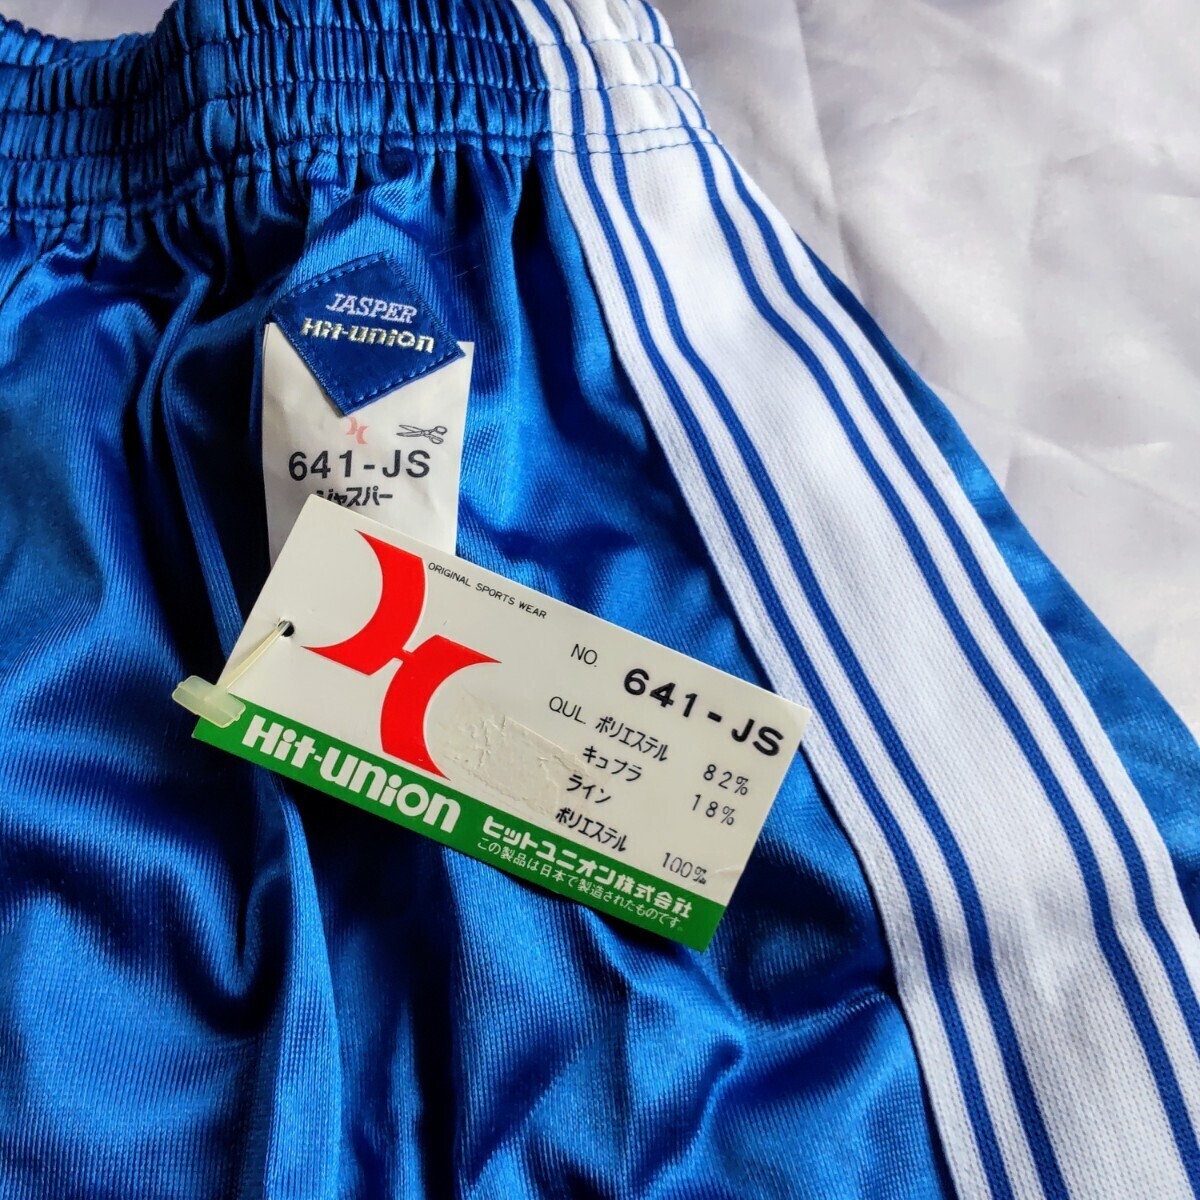 JASPER
Hit-union
641-JS
ジャスパー
ORIGINAL SPORTS WEAR
NO. 641-JS
QUL. ポリエステル 82%
キュプラ 18%
ライン
ポリエステル 100%
Hit-union
ヒットユニオン株式会社
この製品は日本で製造されたものです。